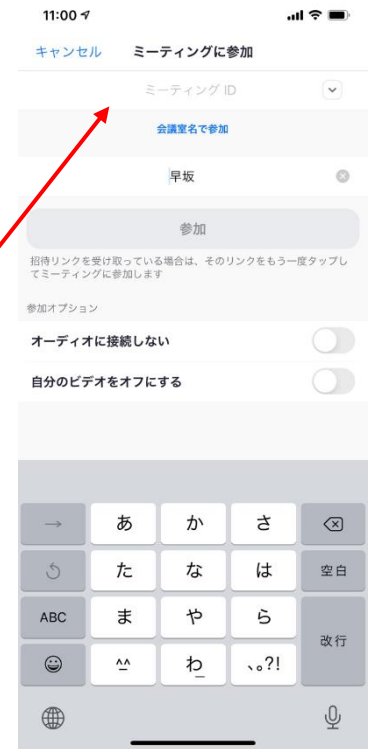 11:00
キャンセル ミーティングに参加
ミーティング ID
会議室名で参加
早坂
参加
招待リンクを受け取っている場合は、そのリンクをもう一度タップし
てミーティングに参加します
参加オプション
オーディオに接続しない
自分のビデオをオフにする
→ あ か さ
た な は 空白
ABC ま や ら
改行
^^ わ 、。?!